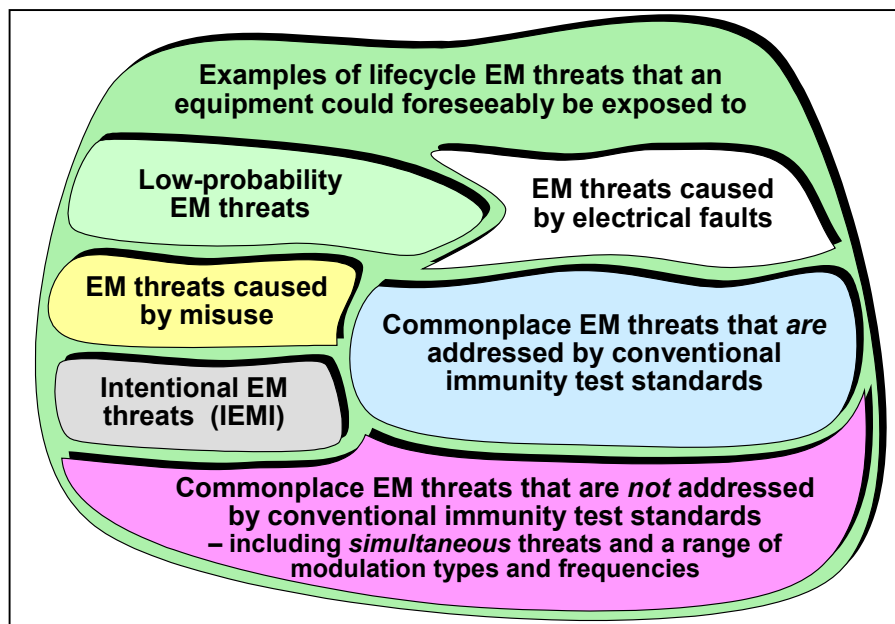 Examples of lifecycle EM threats that an
equipment could foreseeably be exposed to
Low-probability
EM threats
EM threats caused
by electrical faults
EM threats caused
by misuse
Commonplace EM threats that are
addressed by conventional
immunity test standards
Intentional EM
threats (IEMI)
Commonplace EM threats that are not addressed
by conventional immunity test standards
– including simultaneous threats and a range of
modulation types and frequencies